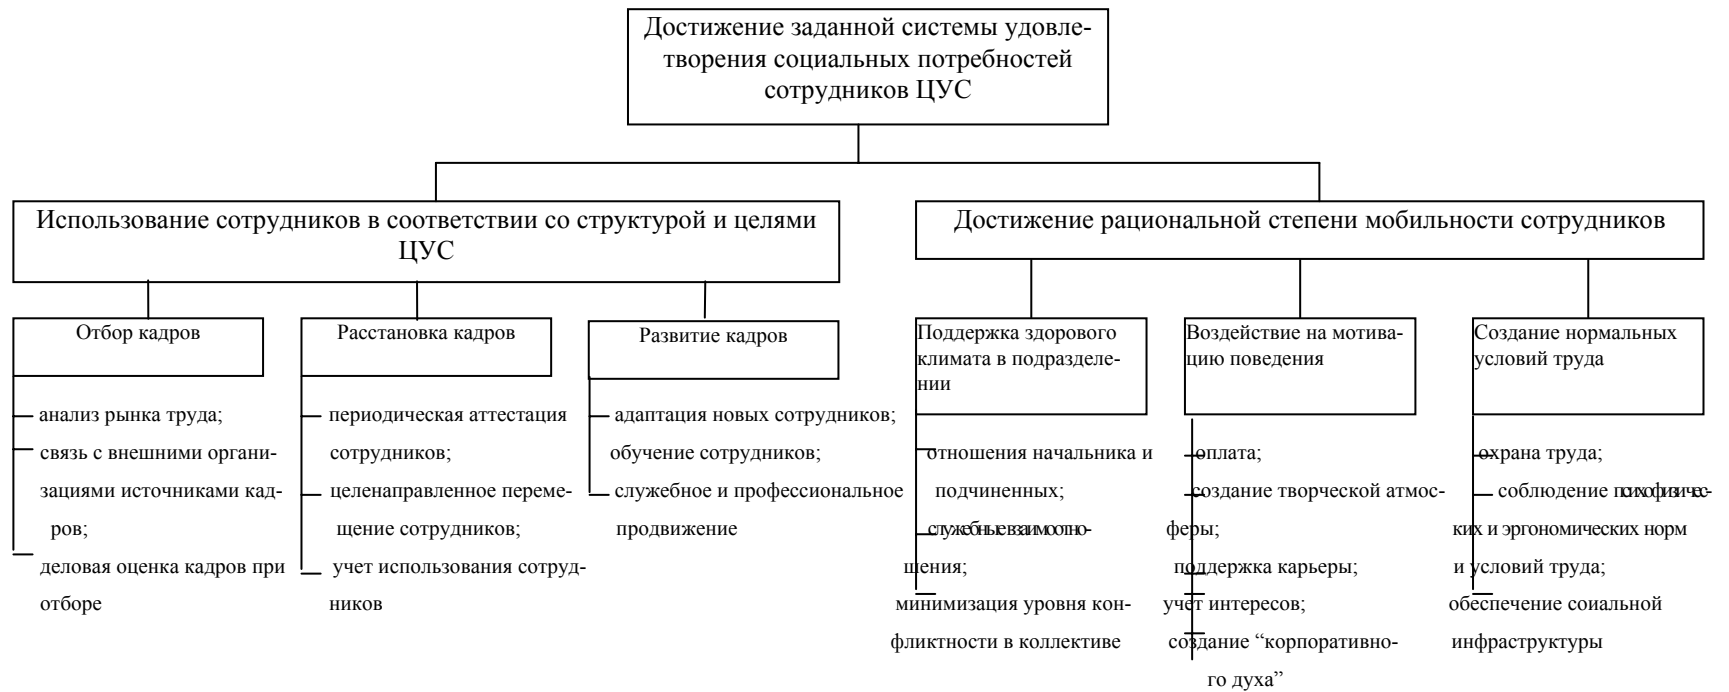 Достижение заданной системы удовле-
творения социальных потребностей
сотрудников ЦУС
Использование сотрудников в соответствии со структурой и целями
ЦУС
Достижение рациональной степени мобильности сотрудников
Отбор кадров
анализ рынка труда;
связь с внешними органи-
зациями источниками кад-
ров;
деловая оценка кадров при
отборе
Расстановка кадров
периодическая аттестация
сотрудников;
целенаправленное переме-
щение сотрудников;
учет использования сотруд-
ников
Развитие кадров
адаптация новых сотрудников;
обучение сотрудников;
служебное и профессиональное
продвижение
Поддержка здорового
климата в подразделе-
нии
отношения начальника и
подчиненных;
шения;
минимизация уровня кон-
фликтности в коллективе
Воздействие на мотива-
цию поведения
оплата;
создание творческой атмос-
феры;
поддержка карьеры;
учет интересов;
создание “корпоративно-
го духа”
Создание нормальных
условий труда
охрана труда;
соблюдение
ких и эргономических норм
и условий труда;
обеспечение соиальной
инфраструктуры